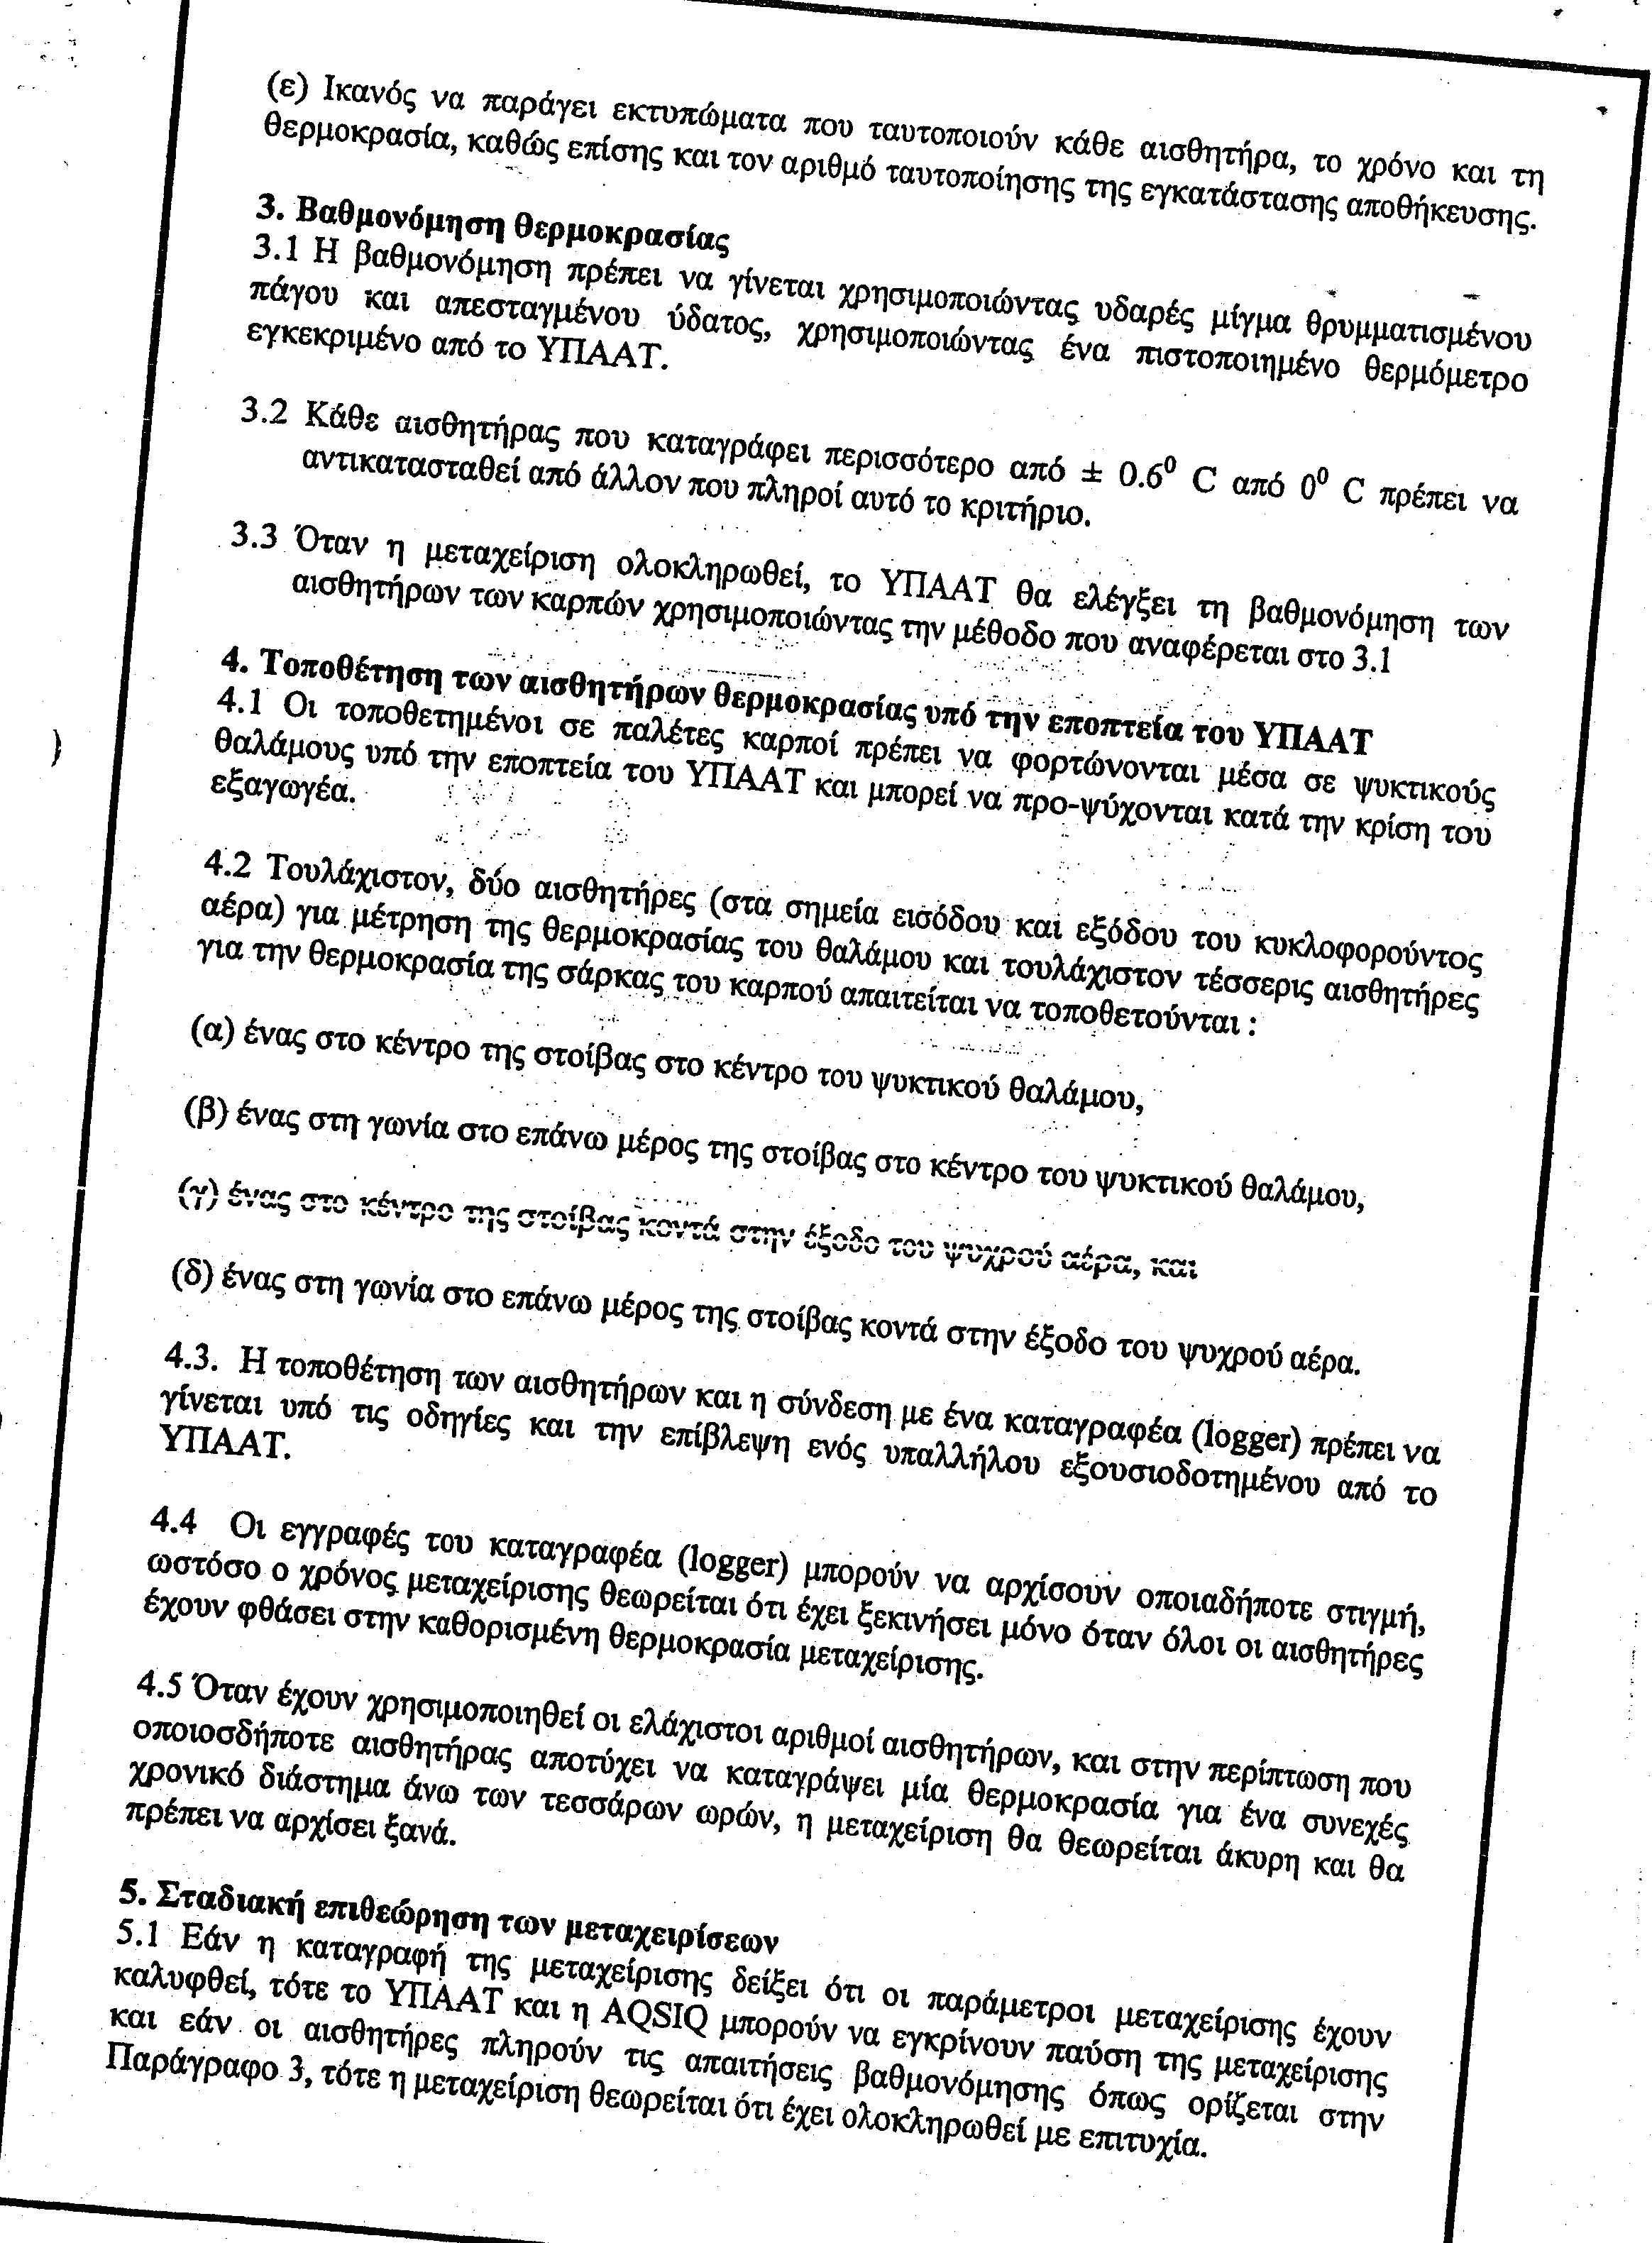 (ε) Ικανός να παράγει εκτυπώματα που ταυτοποιούν κάθε αισθητήρα, το χρόνο και τη
θερμοκρασία, καθώς επίσης και τον αριθμό ταυτοποίησης της εγκατάστασης αποθήκευσης.
3. Βαθμονόμηση θερμοκρασίας
3.1 Η βαθμονόμηση πρέπει να γίνεται χρησιμοποιώντας υδαρές μίγμα θρυμματισμένου
πάγου και απεσταγμένου ύδατος, χρησιμοποιώντας ένα πιστοποιημένο θερμόμετρο
εγκεκριμένο από το ΥΠΑΑΤ.
3.2 Κάθε αισθητήρας που καταγράφει περισσότερο από ± 0.6⁰ C από 0⁰ C πρέπει να
αντικατασταθεί από άλλον που πληροί αυτό το κριτήριο.
3.3 Όταν η μεταχείριση ολοκληρωθεί, το ΥΠΑΑΤ θα ελέγξει τη βαθμονόμηση των
αισθητήρων των καρπών χρησιμοποιώντας την μέθοδο που αναφέρεται στο 3.1
4. Τοποθέτηση των αισθητήρων θερμοκρασίας υπό την εποπτεία του ΥΠΑΑΤ
4.1 Οι τοποθετημένοι σε παλέτες καρποί πρέπει να φορτώνονται μέσα σε ψυκτικούς
θαλάμους υπό την εποπτεία του ΥΠΑΑΤ και μπορεί να προ-ψύχονται κατά την κρίση του
εξαγωγέα.
4.2 Τουλάχιστον, δύο αισθητήρες (στα σημεία εισόδου και εξόδου του κυκλοφορούντος
αέρα) για μέτρηση της θερμοκρασίας του θαλάμου και τουλάχιστον τέσσερις αισθητήρες
για την θερμοκρασία της σάρκας του καρπού απαιτείται να τοποθετούνται :
(α) ένας στο κέντρο της στοίβας στο κέντρο του ψυκτικού θαλάμου,
(β) ένας στη γωνία στο επάνω μέρος της στοίβας στο κέντρο του ψυκτικού θαλάμου,
(γ) ένας στο κέντρο της στοίβας κοντά στην έξοδο του ψυχρού αέρα, και
(δ) ένας στη γωνία στο επάνω μέρος της στοίβας κοντά στην έξοδο του ψυχρού αέρα.
4.3. Η τοποθέτηση των αισθητήρων και η σύνδεση με ένα καταγραφέα (logger) πρέπει να
γίνεται υπό τις οδηγίες και την επίβλεψη ενός υπαλλήλου εξουσιοδοτημένου από το
ΥΠΑΑΤ.
4.4 Οι εγγραφές του καταγραφέα (logger) μπορούν να αρχίσουν οποιαδήποτε στιγμή,
ωστόσο ο χρόνος μεταχείρισης θεωρείται ότι έχει ξεκινήσει μόνο όταν όλοι οι αισθητήρες
έχουν φθάσει στην καθορισμένη θερμοκρασία μεταχείρισης.
4.5 Όταν έχουν χρησιμοποιηθεί οι ελάχιστοι αριθμοί αισθητήρων, και στην περίπτωση που
οποιοσδήποτε αισθητήρας αποτύχει να καταγράψει μία θερμοκρασία για ένα συνεχές
χρονικό διάστημα άνω των τεσσάρων ωρών, η μεταχείριση θα θεωρείται άκυρη και θα
πρέπει να αρχίσει ξανά.
5. Σταδιακή επιθεώρηση των μεταχειρίσεων
5.1 Εάν η καταγραφή της μεταχείρισης δείξει ότι οι παράμετροι μεταχείρισης έχουν
καλυφθεί, τότε το ΥΠΑΑΤ και η AQSIQ μπορούν να εγκρίνουν παύση της μεταχείρισης
και εάν οι αισθητήρες πληρούν τις απαιτήσεις βαθμονόμησης όπως ορίζεται στην
Παράγραφο 3, τότε η μεταχείριση θεωρείται ότι έχει ολοκληρωθεί με επιτυχία.